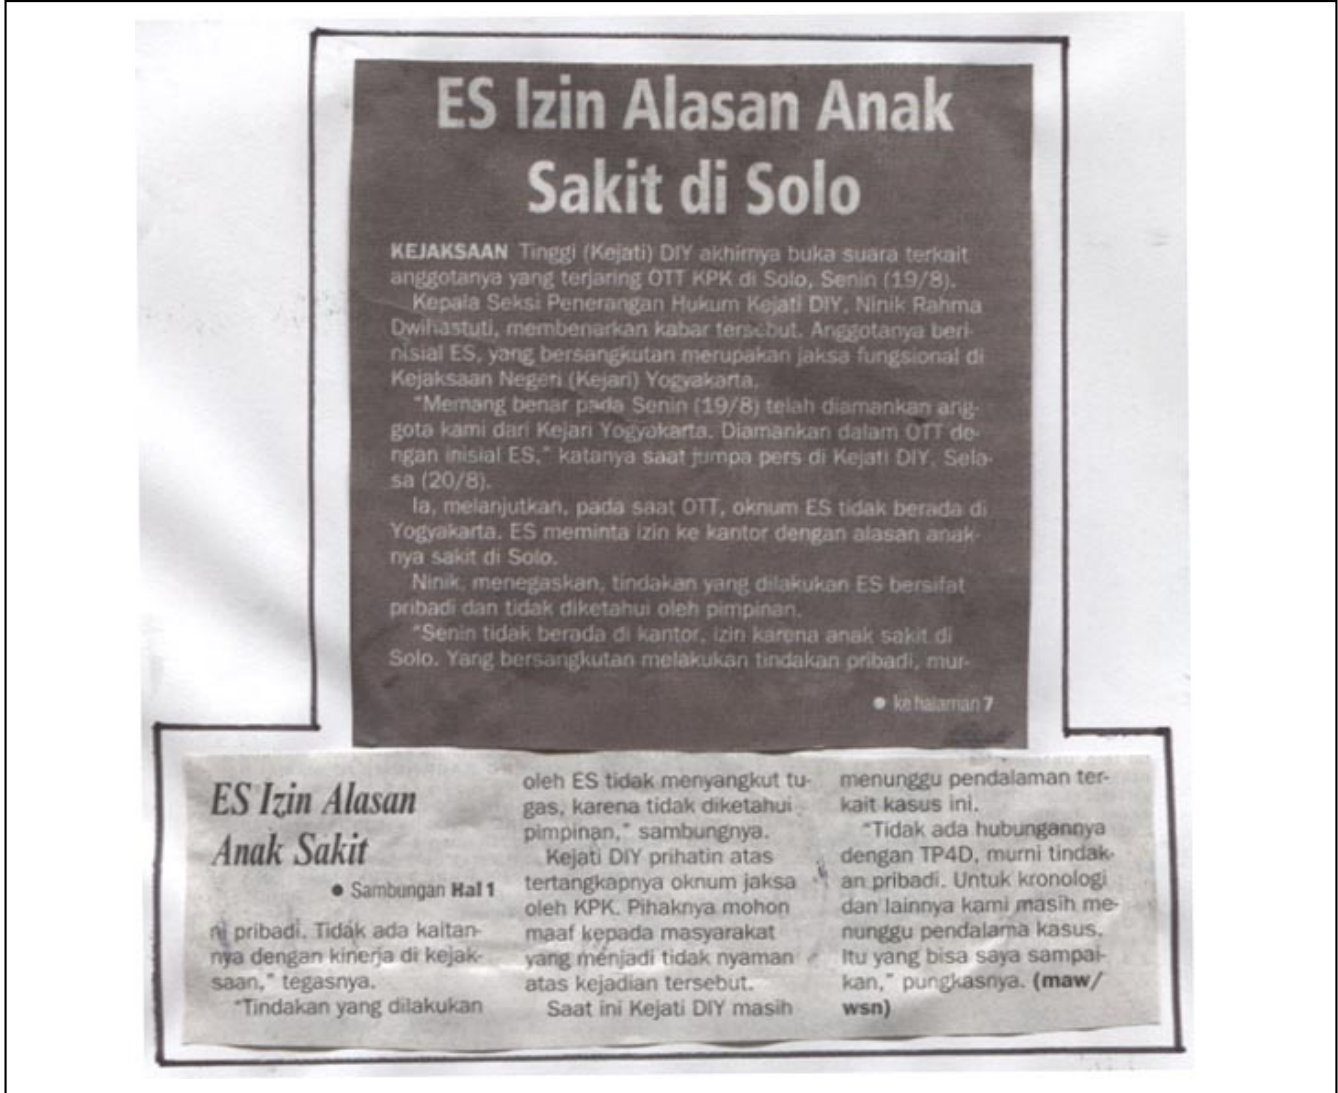 ES Izin Alasan Anak
Sakit di Solo
KEJAKSAAN Tinggi (Kejati) DIY akhirnya buka suara terkait
anggotanya yang terjaring OTT KPK di Solo, Senin (19/8).
Kepala Seksi Penerangan Hukum Kejati DIY, Ninik Rahma
Dwihastuti, membenarkan kabar tersebut. Anggotanya beri-
nisial ES, yang bersangkutan merupakan jaksa fungsional di
Kejaksaan Negeri (Kejari) Yogyakarta.
"Memang benar pada Senin (19/8) telah diamankan ang-
gota kami dari Kejari Yogyakarta. Diamankan dalam OTT de-
ngan inisial ES," katanya saat jumpa pers di Kejati DIY, Sela-
sa (20/8).
Ia, melanjutkan, pada saat OTT, oknum ES tidak berada di
Yogyakarta. ES meminta izin ke kantor dengan alasan anak-
nya sakit di Solo.
Ninik, menegaskan, tindakan yang dilakukan ES bersifat
pribadi dan tidak diketahui oleh pimpinan.
"Senin tidak berada di kantor, izin karena anak sakit di
Solo. Yang bersangkutan melakukan tindakan pribadi, mur-
● ke halaman 7
ES Izin Alasan
Anak Sakit
● Sambungan Hal 1
ni pribadi. Tidak ada kaitan-
nya dengan kinerja di kejak-
saan," tegasnya.
"Tindakan yang dilakukan
oleh ES tidak menyangkut tu-
gas, karena tidak diketahui
pimpinan," sambungnya.
Kejati DIY prihatin atas
tertangkapnya oknum jaksa
oleh KPK. Pihaknya mohon
maaf kepada masyarakat
yang menjadi tidak nyaman
atas kejadian tersebut.
Saat ini Kejati DIY masih
menunggu pendalaman ter-
kait kasus ini.
"Tidak ada hubungannya
dengan TP4D, murni tindak-
an pribadi. Untuk kronologi
dan lainnya kami masih me-
nunggu pendalama kasus.
Itu yang bisa saya sampai-
kan," pungkasnya. (maw/
wsn)